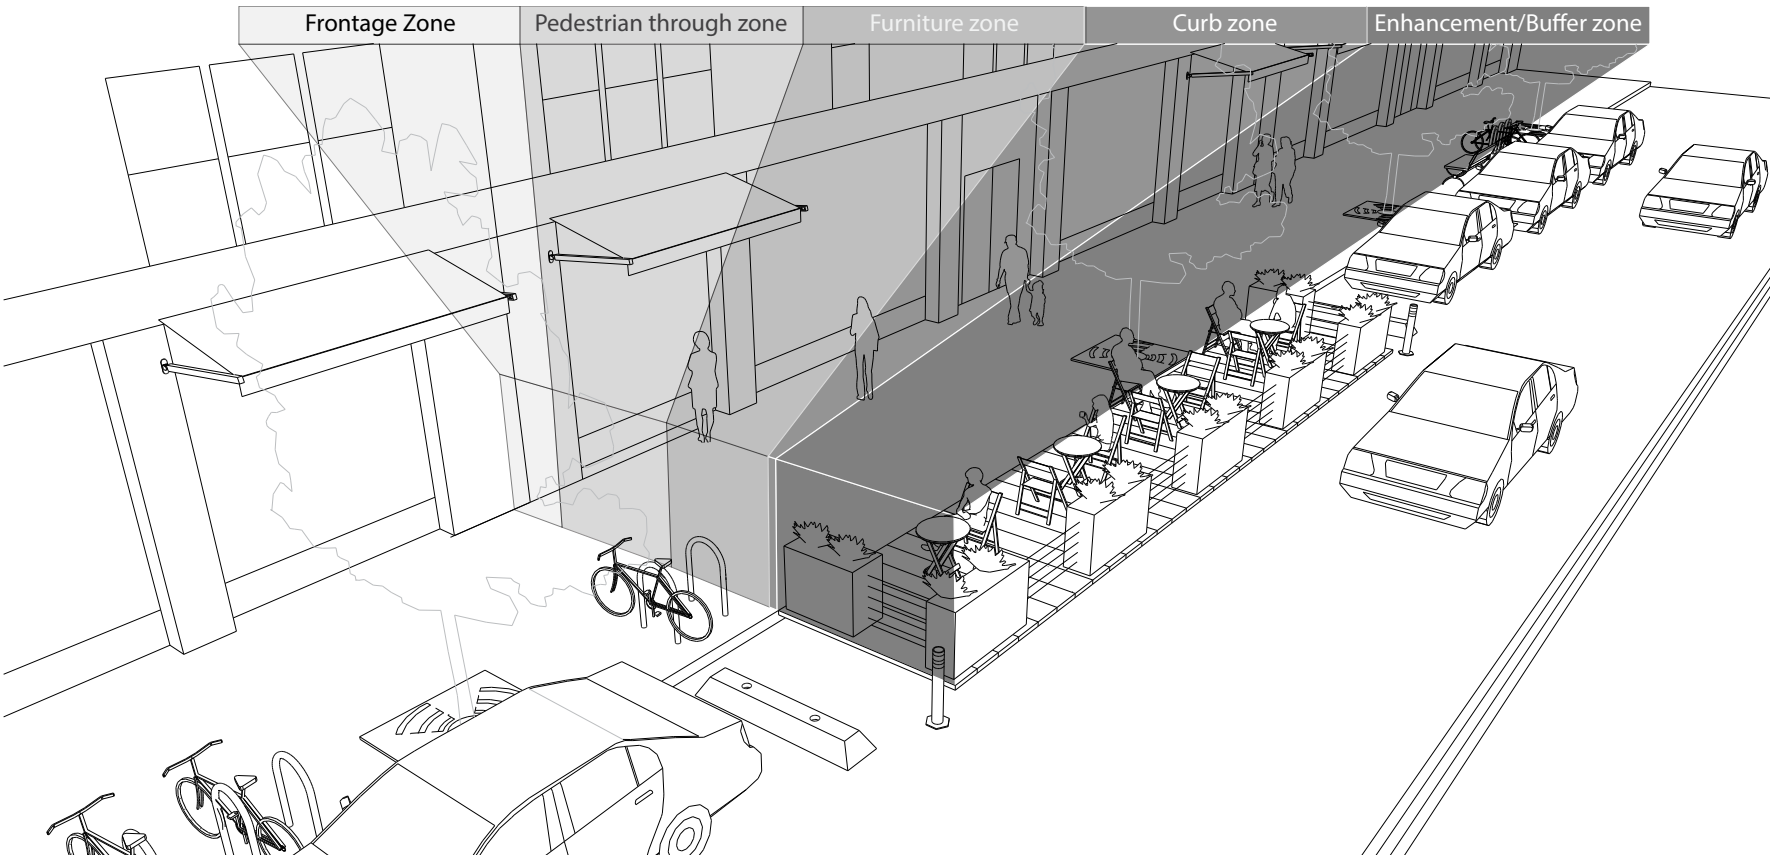 Frontage Zone
Pedestrian through zone
Furniture zone
Curb zone
Enhancement/Buffer zone